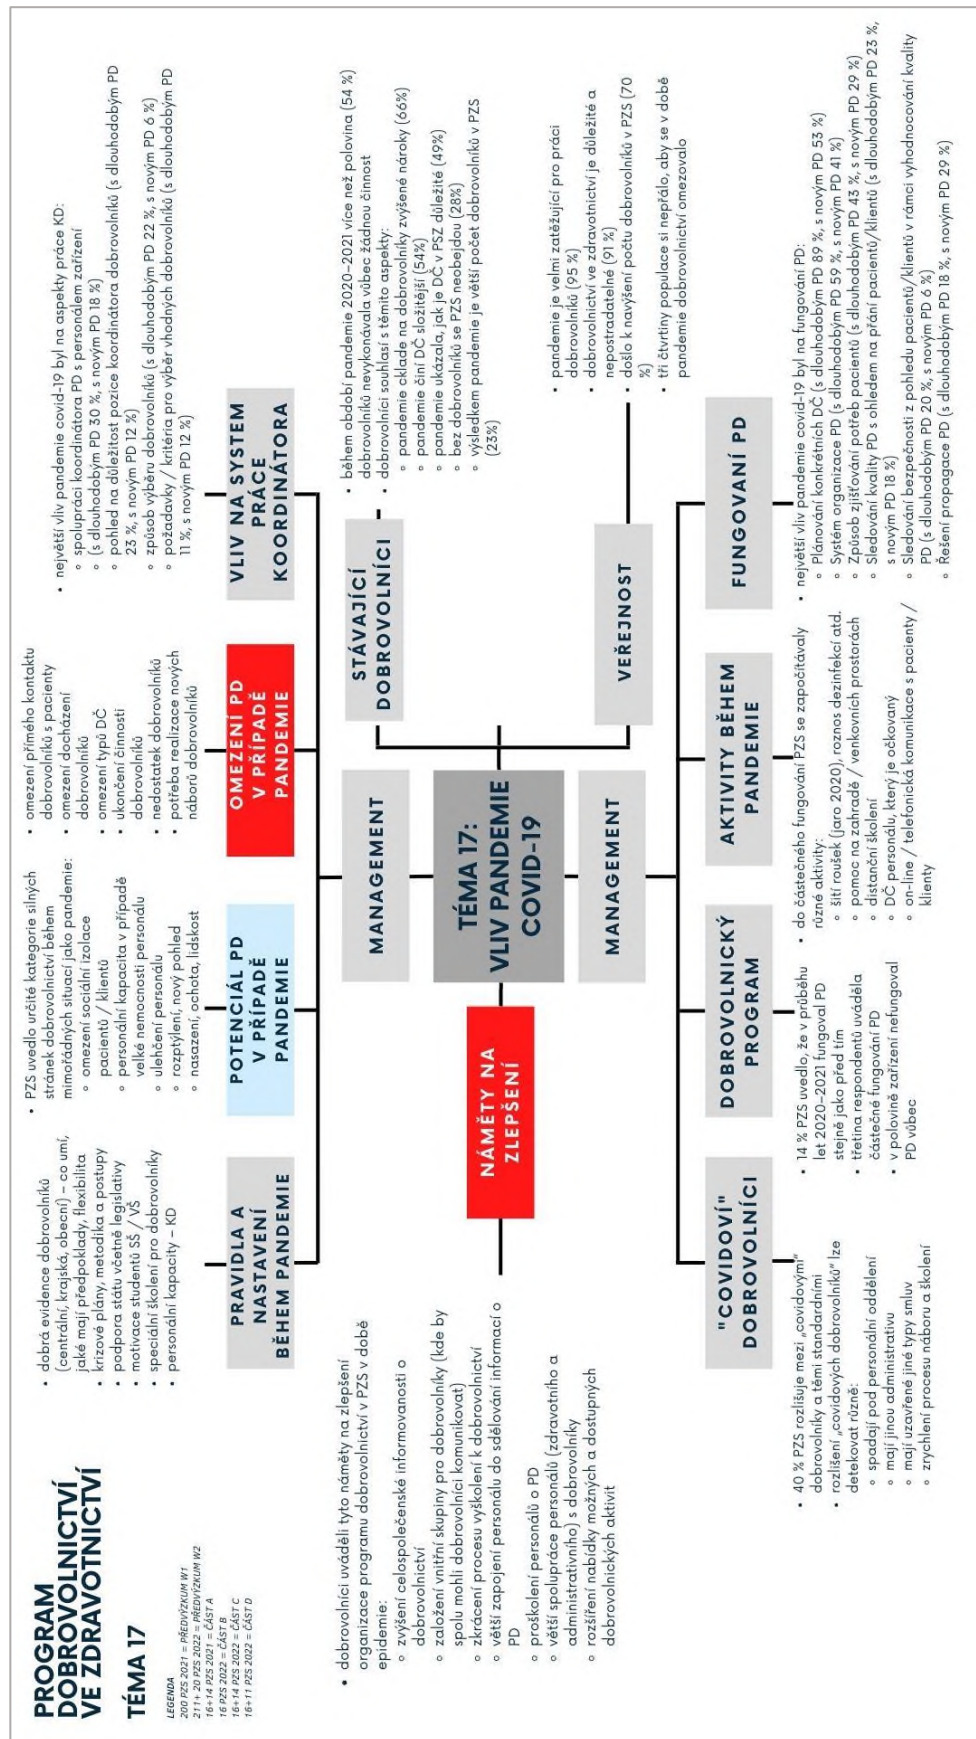 PROGRAM
DOBROVOLNICTVÍ
VE ZDRAVOTNICTVÍ
TÉMA 17
LEGENDA
200 PZS 2021 = PŘEDVÝZKUM W1
211+ 20 PZS 2022 = PŘEDVÝZKUM W2
16+14 PZS 2021 = ČÁST A
16 PZS 2022 = ČÁST B
16+14 PZS 2022 = ČÁST C
16+11 PZS 2022 = ČÁST D
• dobrá evidence dobrovolníků
(centrální, krajská, obecní) – co umí,
jaké mají předpoklady, flexibilita
• krizové plány, metodika a postupy
• podpora státu včetně legislativy
• motivace studentů SŠ / VŠ
• speciální školení pro dobrovolníky
• personální kapacity – KD
PRAVIDLA A
NASTAVENÍ
BĚHEM PANDEMIE
• PZS uvedlo určité kategorie silných
stránek dobrovolnictví během
mimořádných situací jako pandemie:
◦ omezení sociální izolace
pacientů / klientů
◦ personální kapacita v případě
velké nemocnosti personálu
◦ ulehčení personálu
◦ rozptýlení, nový pohled
◦ nasazení, ochota, lidskost
POTENCIÁL PD
V PŘÍPADĚ
PANDEMIE
• omezení přímého kontaktu
dobrovolníků s pacienty
• omezení docházení
dobrovolníků
• omezení typů DČ
• ukončení činnosti
dobrovolníků
• nedostatek dobrovolníků
• potřeba realizace nových
náborů dobrovolníků
OMEZENÍ PD
V PŘÍPADĚ
PANDEMIE
• největší vliv pandemie covid-19 byl na aspekty práce KD:
◦ spolupráci koordinátora PD s personálem zařízení
◦ (s dlouhodobým PD 30 %, s novým PD 18 %)
◦ pohled na důležitost pozice koordinátora dobrovolníků (s dlouhodobým PD
23 %, s novým PD 12 %)
◦ způsob výběru dobrovolníků (s dlouhodobým PD 22 %, s novým PD 6 %)
◦ požadavky / kritéria pro výběr vhodných dobrovolníků (s dlouhodobým PD
11 %, s novým PD 12 %)
VLIV NA SYSTÉM
PRÁCE
KOORDINÁTORA
MANAGEMENT
• dobrovolníci uváděli tyto náměty na zlepšení
organizace programu dobrovolnictví v PZS v době
epidemie:
◦ zvýšení celospolečenské informovanosti o
dobrovolnictví
◦ založení vnitřní skupiny pro dobrovolníky (kde by
spolu mohli dobrovolníci komunikovat)
◦ zkrácení procesu vyškolení k dobrovolnictví
◦ větší zapojení personálu do sdělování informací o
PD
◦ proškolení personálů o PD
◦ větší spolupráce personálů (zdravotního a
administrativního) s dobrovolníky
◦ rozšíření nabídky možných a dostupných
dobrovolnických aktivit
NÁMĚTY NA
ZLEPŠENÍ
TÉMA 17:
VLIV PANDEMIE
COVID-19
STÁVAJÍCÍ
DOBROVOLNÍCI
• během období pandemie 2020–2021 více než polovina (54 %)
dobrovolníků nevykonávala vůbec žádnou činnost
• dobrovolníci souhlasí s těmito aspekty:
◦ pandemie oklade na dobrovolníky zvýšené nároky (66%)
◦ pandemie činí DČ složitější (54%)
◦ pandemie ukázala, jak je DČ v PSZ důležité (49%)
◦ bez dobrovolníků se PZS neobejdou (28%)
◦ výsledkem pandemie je větší počet dobrovolníků v PZS
(23%)
VEŘEJNOST
• pandemie je velmi zatěžující pro práci
dobrovolníků (95 %)
• dobrovolnictví ve zdravotnictví je důležité a
nepostradatelné (91 %)
• došlo k navýšení počtu dobrovolníků v PZS (70
%)
• tři čtvrtiny populace si nepřálo, aby se v době
pandemie dobrovolnictví omezovalo
MANAGEMENT
"COVIDOVÍ"
DOBROVOLNÍCI
• 40 % PZS rozlišuje mezi „covidovými"
dobrovolníky a těmi standardními
• rozlišení „covidových dobrovolníků" lze
detekovat různě:
◦ spadají pod personální oddělení
◦ mají jinou administrativu
◦ mají uzavřené jiné typy smluv
◦ zrychlení procesu náboru a školení
DOBROVOLNICKÝ
PROGRAM
• 14 % PZS uvedlo, že v průběhu
let 2020–2021 fungoval PD
stejně jako před tím
• třetina respondentů uváděla
částečné fungování PD
• v polovině zařízení nefungoval
PD vůbec
AKTIVITY BĚHEM
PANDEMIE
• do částečného fungování PZS se započítávaly
různé aktivity:
◦ šití roušek (jaro 2020), roznos dezinfekcí atd.
◦ pomoc na zahradě / venkovních prostorách
◦ distanční školení
◦ DČ personálu, který je očkovaný
◦ on-line / telefonická komunikace s pacienty /
klienty
FUNGOVANÍ PD
• největší vliv pandemie covid-19 byl na fungování PD:
◦ Plánování konkrétních DČ (s dlouhodobým PD 89 %, s novým PD 53 %)
◦ Systém organizace PD (s dlouhodobým PD 59 %, s novým PD 41 %)
◦ Způsob zjišťování potřeb pacientů (s dlouhodobým PD 43 %, s novým PD 29 %)
◦ Sledování kvality PD s ohledem na přání pacientů/klientů (s dlouhodobým PD 23 %,
s novým PD 18 %)
◦ Sledování bezpečnosti z pohledu pacientů/klientů v rámci vyhodnocování kvality
PD (s dlouhodobým PD 20 %, s novým PD 6 %)
◦ Řešení propagace PD (s dlouhodobým PD 18 %, s novým PD 29 %)